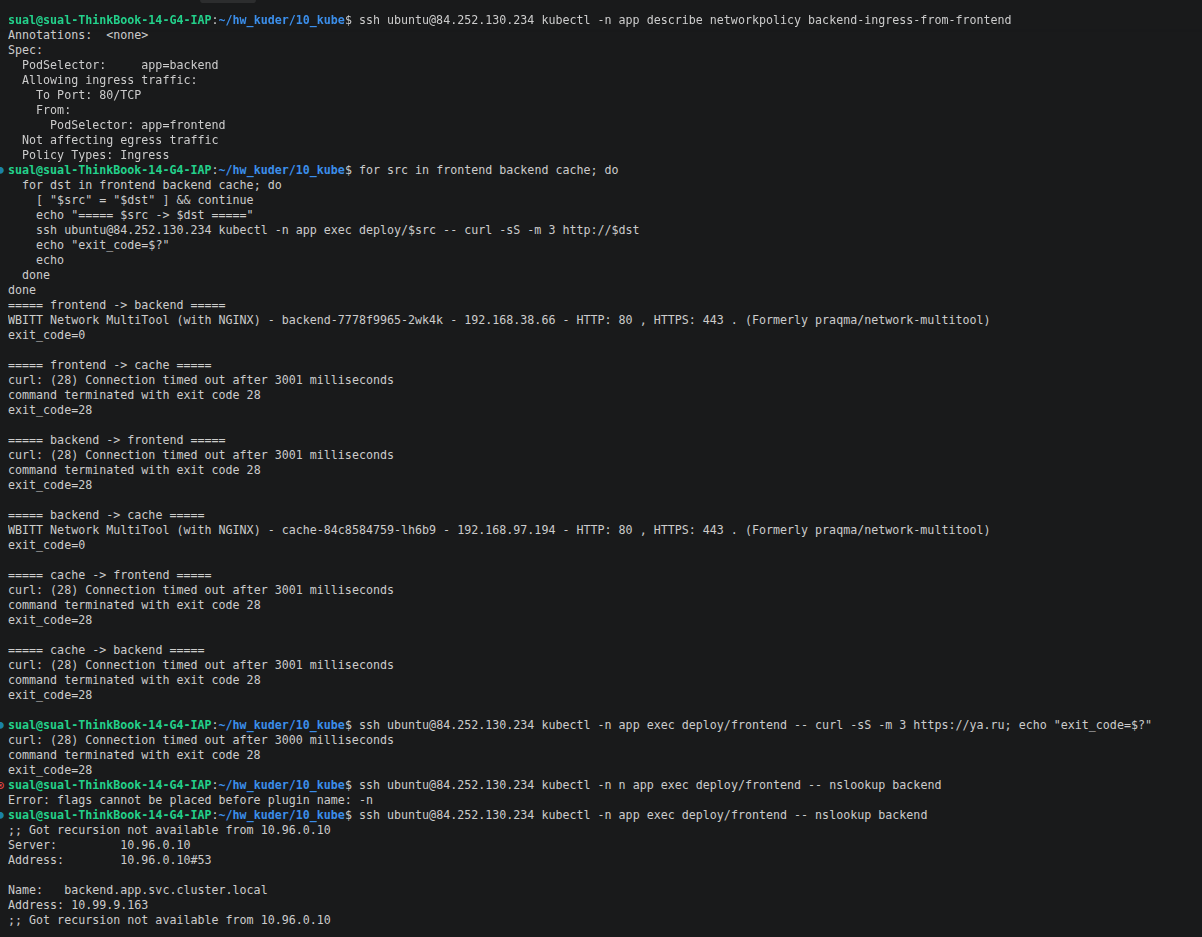 sual@sual-ThinkBook-14-G4-IAP:~/hw_kuder/10_kube$ ssh ubuntu@84.252.130.234 kubectl -n app describe networkpolicy backend-ingress-from-frontend
Annotations:  <none>
Spec:
  PodSelector:     app=backend
  Allowing ingress traffic:
    To Port: 80/TCP
    From:
      PodSelector: app=frontend
  Not affecting egress traffic
  Policy Types: Ingress
sual@sual-ThinkBook-14-G4-IAP:~/hw_kuder/10_kube$ for src in frontend backend cache; do
  for dst in frontend backend cache; do
    [ "$src" = "$dst" ] && continue
    echo "===== $src -> $dst ====="
    ssh ubuntu@84.252.130.234 kubectl -n app exec deploy/$src -- curl -sS -m 3 http://$dst
    echo "exit_code=$?"
    echo
  done
done
===== frontend -> backend =====
WBITT Network MultiTool (with NGINX) - backend-7778f9965-2wk4k - 192.168.38.66 - HTTP: 80 , HTTPS: 443 . (Formerly praqma/network-multitool)
exit_code=0

===== frontend -> cache =====
curl: (28) Connection timed out after 3001 milliseconds
command terminated with exit code 28
exit_code=28

===== backend -> frontend =====
curl: (28) Connection timed out after 3001 milliseconds
command terminated with exit code 28
exit_code=28

===== backend -> cache =====
WBITT Network MultiTool (with NGINX) - cache-84c8584759-lh6b9 - 192.168.97.194 - HTTP: 80 , HTTPS: 443 . (Formerly praqma/network-multitool)
exit_code=0

===== cache -> frontend =====
curl: (28) Connection timed out after 3001 milliseconds
command terminated with exit code 28
exit_code=28

===== cache -> backend =====
curl: (28) Connection timed out after 3001 milliseconds
command terminated with exit code 28
exit_code=28

sual@sual-ThinkBook-14-G4-IAP:~/hw_kuder/10_kube$ ssh ubuntu@84.252.130.234 kubectl -n app exec deploy/frontend -- curl -sS -m 3 https://ya.ru; echo "exit_code=$?"
curl: (28) Connection timed out after 3000 milliseconds
command terminated with exit code 28
exit_code=28
sual@sual-ThinkBook-14-G4-IAP:~/hw_kuder/10_kube$ ssh ubuntu@84.252.130.234 kubectl -n n app exec deploy/frontend -- nslookup backend
Error: flags cannot be placed before plugin name: -n
sual@sual-ThinkBook-14-G4-IAP:~/hw_kuder/10_kube$ ssh ubuntu@84.252.130.234 kubectl -n app exec deploy/frontend -- nslookup backend
;; Got recursion not available from 10.96.0.10
Server:         10.96.0.10
Address:        10.96.0.10#53

Name:   backend.app.svc.cluster.local
Address: 10.99.9.163
;; Got recursion not available from 10.96.0.10